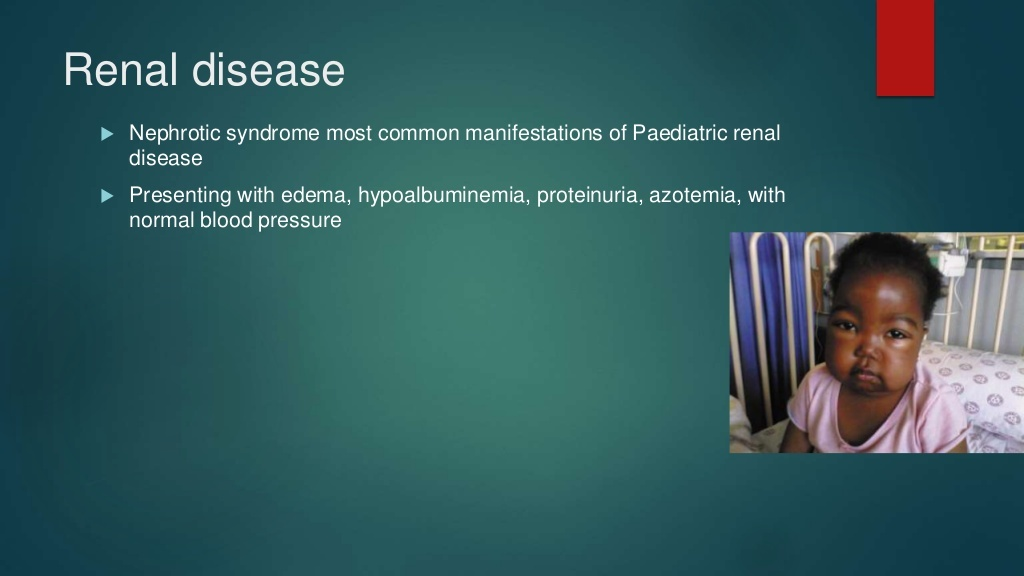 Renal disease
Nephrotic syndrome most common manifestations of Paediatric renal
disease
Presenting with edema, hypoalbuminemia, proteinuria, azotemia, with
normal blood pressure